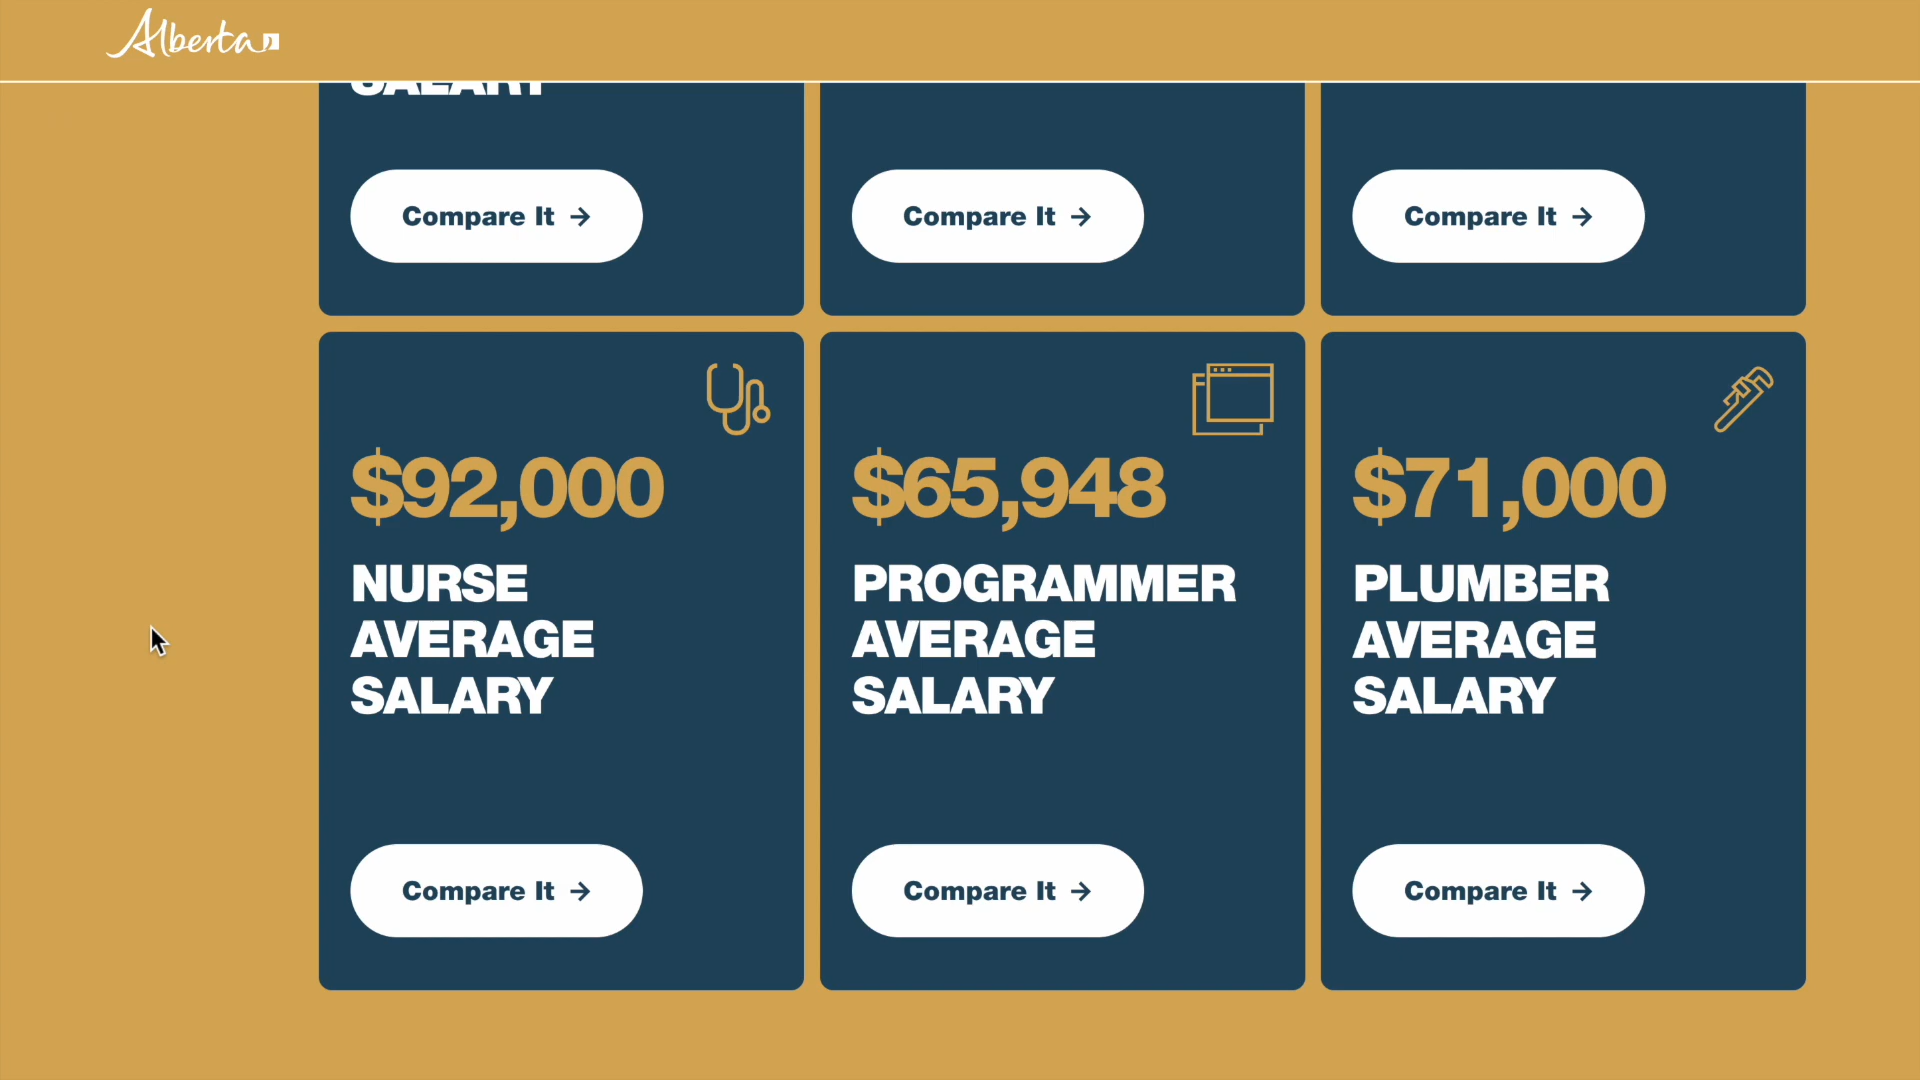 Alberta
SALARY
Compare It →
Compare It →
Compare It →
$92,000
NURSE
AVERAGE
SALARY
Compare It →
$65,948
PROGRAMMER
AVERAGE
SALARY
Compare It →
$71,000
PLUMBER
AVERAGE
SALARY
Compare It →